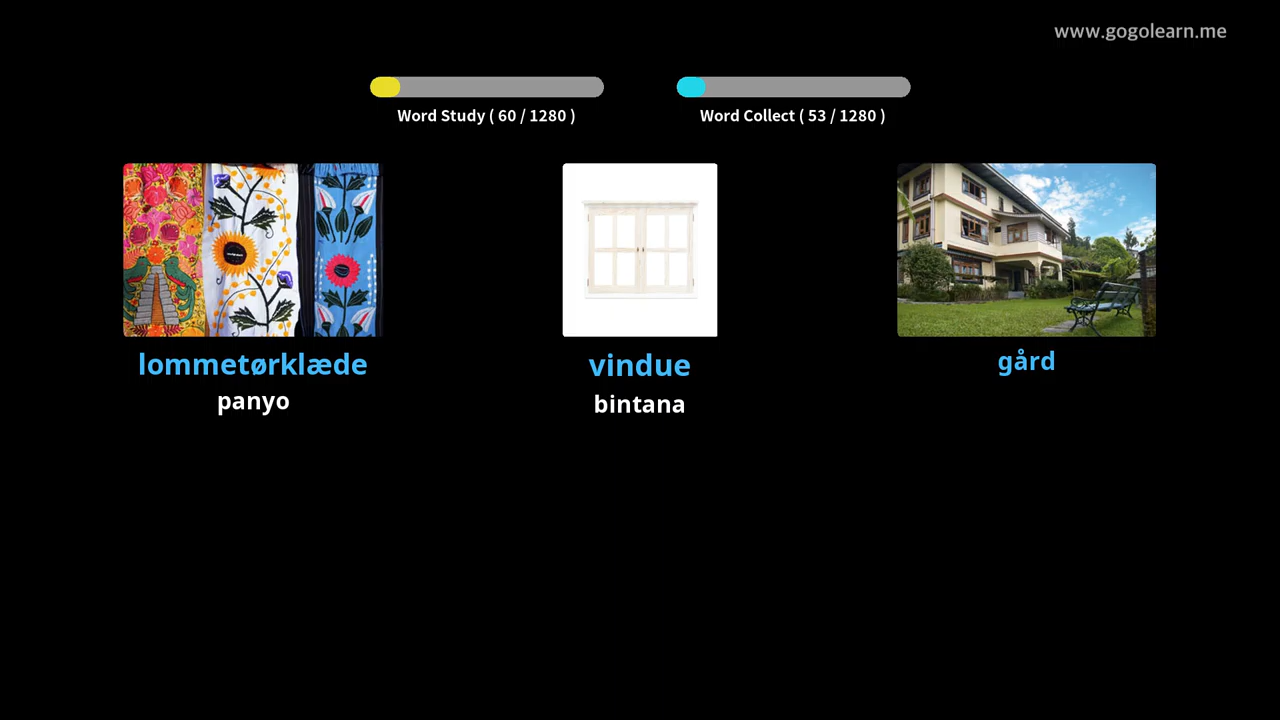 www.gogolearn.me
Word Study ( 60 / 1280 )
Word Collect ( 53 / 1280 )
lommetørklæde
panyo
vindue
bintana
gård